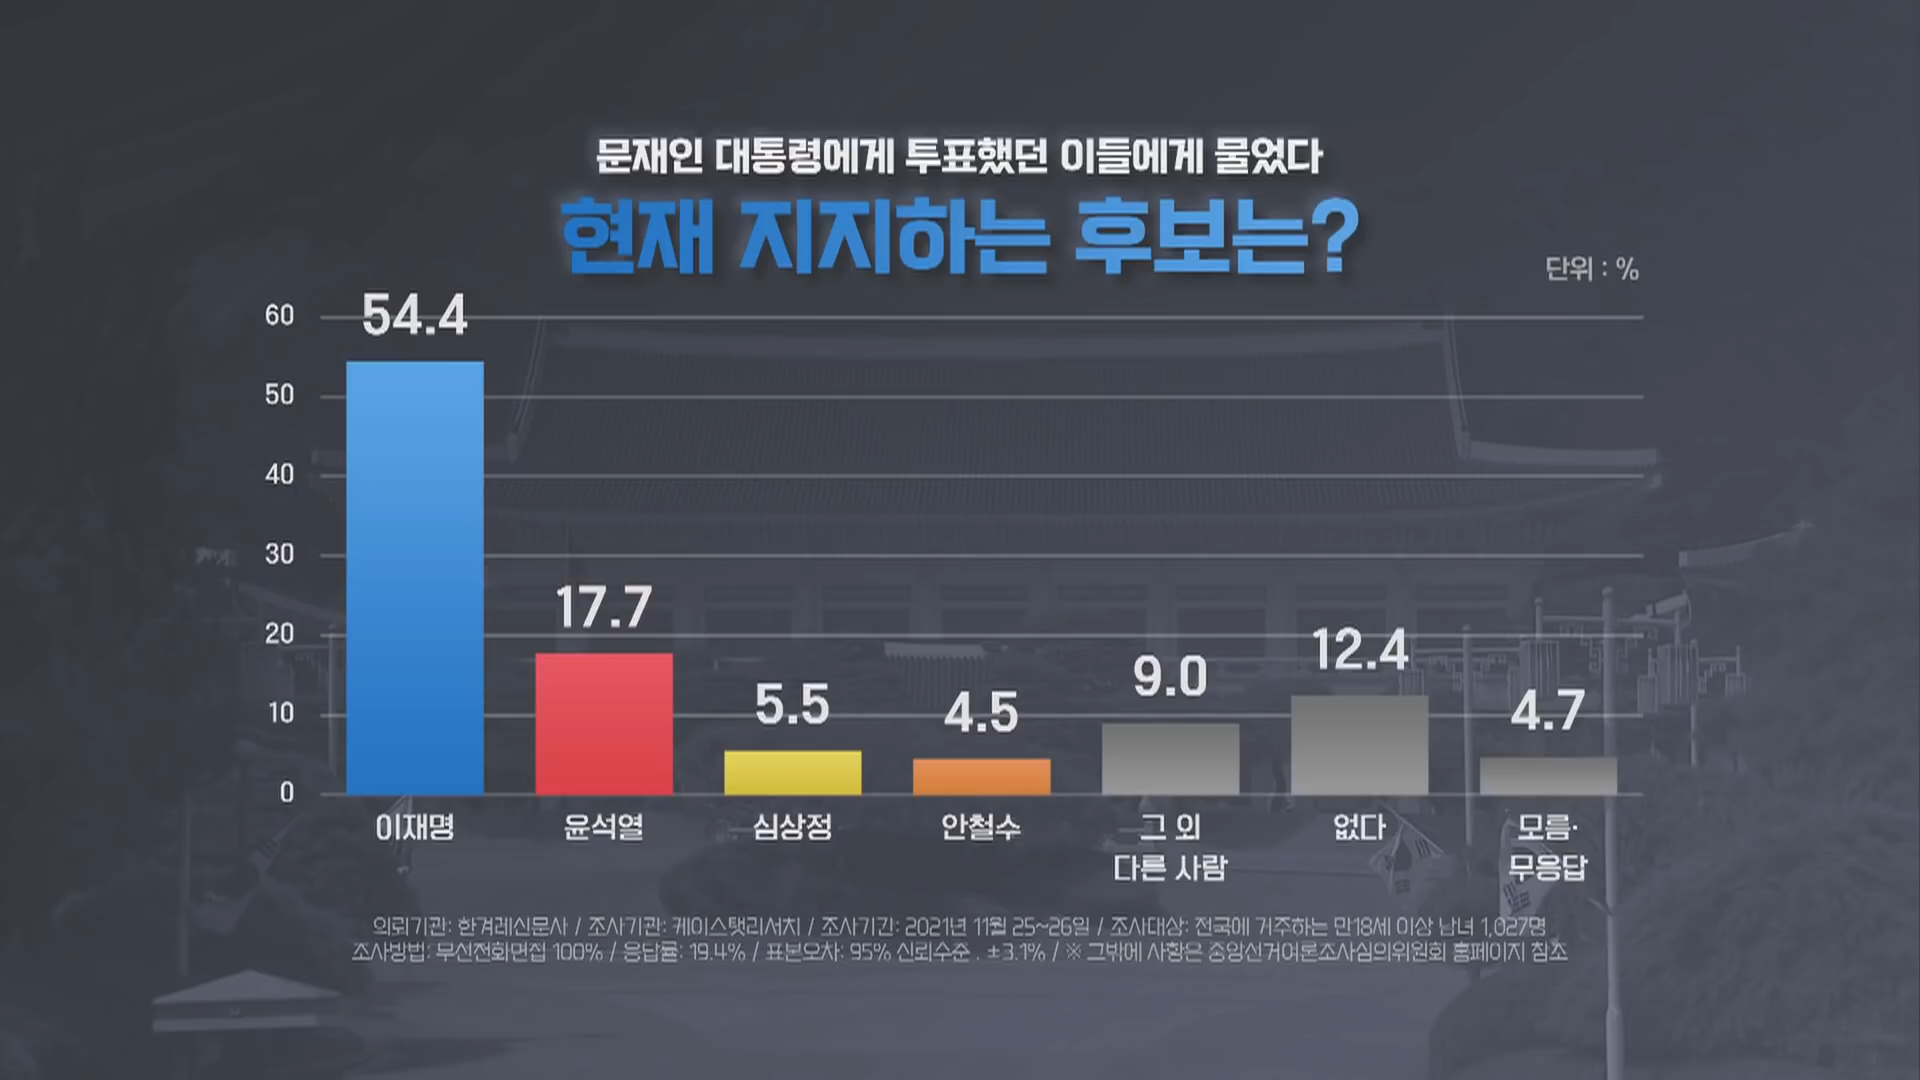 문재인 대통령에게 투표했던 이들에게 물었다
현재 지지하는 후보는?
단위 : %
60
50
40
30
20
10
0
54.4
17.7
5.5
4.5
9.0
12.4
4.7
이재명
윤석열
심상정
안철수
그 외
다른 사람
없다
모름·
무응답
의뢰기관: 한겨레신문사 / 조사기관: 케이스탯리서치 / 조사기간: 2021년 11월 25~26일 / 조사대상: 전국에 거주하는 만18세 이상 남녀 1,027명
조사방법: 무선전화면접 100% / 응답률: 19.4% / 표본오차: 95% 신뢰수준 . ±3.1% / ※ 그밖에 사항은 중앙선거여론조사심의위원회 홈페이지 참조